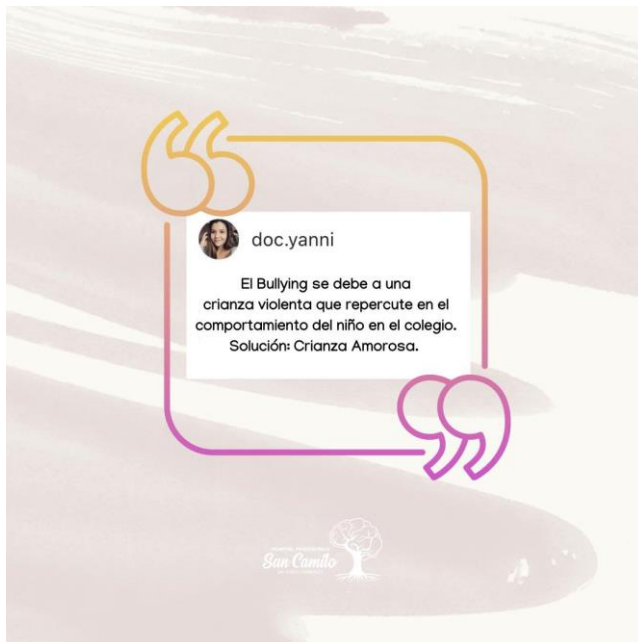 doc.yanni
El Bullying se debe a una
crianza violenta que repercute en el
comportamiento del niño en el colegio.
Solución: Crianza Amorosa.
San Camilo